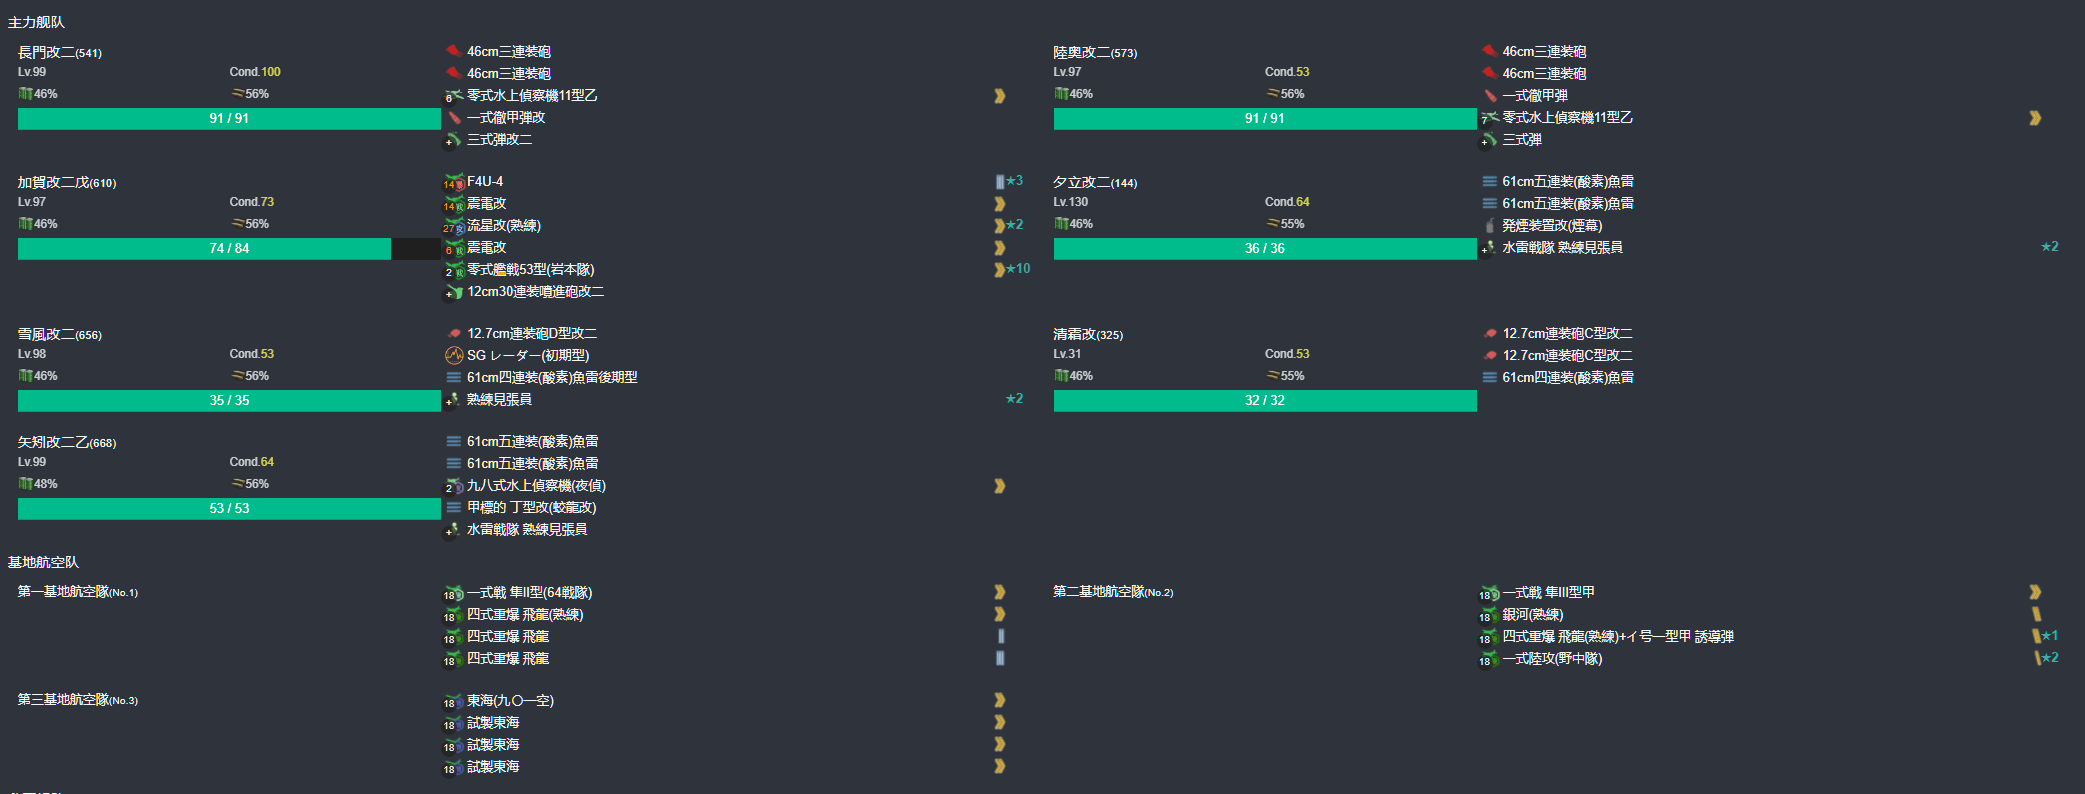 主力舰队
長門改二(541)
Lv.99 Cond.100
46% 56%
91 / 91
46cm三連装砲
46cm三連装砲
6 零式水上偵察機11型乙
一式徹甲弾改
+ 三式弾改二
陸奥改二(573)
Lv.97 Cond.53
46% 56%
91 / 91
46cm三連装砲
46cm三連装砲
一式徹甲弾
7 零式水上偵察機11型乙
+ 三式弾
加賀改二戊(610)
Lv.97 Cond.73
46% 56%
74 / 84
14 F4U-4 ★3
14 震電改
27 流星改(熟練) ★2
6 震電改
2 零式艦戦53型(岩本隊) ★10
+ 12cm30連装噴進砲改二
夕立改二(144)
Lv.130 Cond.64
46% 55%
36 / 36
61cm五連装(酸素)魚雷
61cm五連装(酸素)魚雷
発煙装置改(煙幕)
+ 水雷戦隊 熟練見張員 ★2
雪風改二(656)
Lv.98 Cond.53
46% 56%
35 / 35
12.7cm連装砲D型改二
SG レーダー(初期型)
61cm四連装(酸素)魚雷後期型
+ 熟練見張員 ★2
清霜改(325)
Lv.31 Cond.53
46% 55%
32 / 32
12.7cm連装砲C型改二
12.7cm連装砲C型改二
61cm四連装(酸素)魚雷
矢矧改二乙(668)
Lv.99 Cond.64
48% 56%
53 / 53
61cm五連装(酸素)魚雷
61cm五連装(酸素)魚雷
2 九八式水上偵察機(夜偵)
甲標的 丁型改(蛟龍改)
+ 水雷戦隊 熟練見張員
基地航空队
第一基地航空隊(No.1)
18 一式戦 隼II型(64戦隊)
18 四式重爆 飛龍(熟練)
18 四式重爆 飛龍
18 四式重爆 飛龍
第二基地航空隊(No.2)
18 一式戦 隼III型甲
18 銀河(熟練)
18 四式重爆 飛龍(熟練)+イ号一型甲 誘導弾 ★1
18 一式陸攻(野中隊) ★2
第三基地航空隊(No.3)
18 東海(九〇一空)
18 試製東海
18 試製東海
18 試製東海